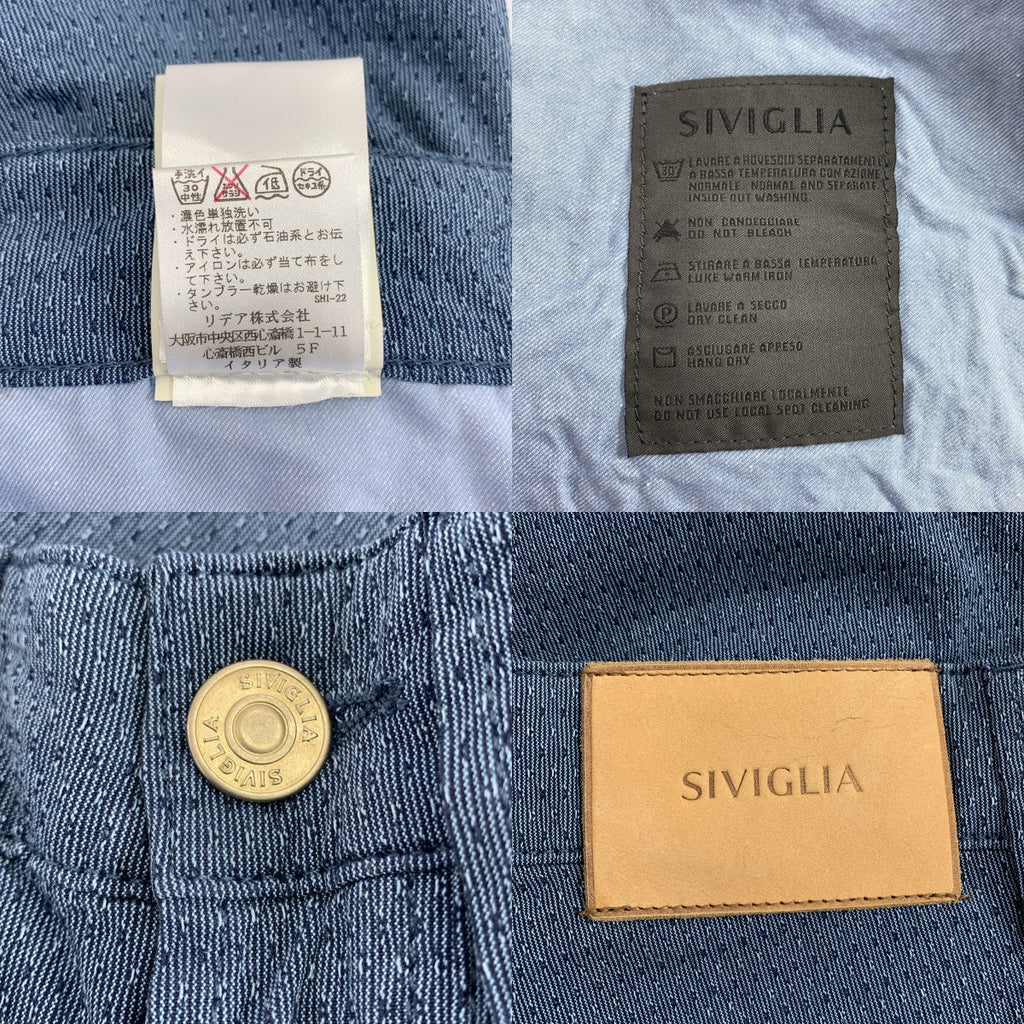 手洗イ
30
中性
エンソ
サラシ
低
ドライ
セキユ系
・濃色単独洗い
・水濡れ放置不可
・ドライは必ず石油系とお伝
え下さい。
・アイロンは必ず当て布をし
て下さい。
・タンブラー乾燥はお避け下
さい。
SHI-22
リデア株式会社
大阪市中央区西心斎橋1-1-11
心斎橋西ビル 5F
イタリア製
SIVIGLIA
30
LAVARE A ROVESCIO SEPARATAMENTE
A BASSA TEMPERATURA CON AZIONE
NORMALE. NORMAL AND SEPARATE
INSIDE OUT WASHING.
NON CANDEGGIARE
DO NOT BLEACH
STIRARE A BASSA TEMPERATURA
LUKE WARM IRON
P
LAVARE A SECCO
DRY CLEAN
ASCIUGARE APPESO
HANG DRY
NON SMACCHIARE LOCALMENTE
DO NOT USE LOCAL SPOT CLEANING
SIVIGLIA
SIVIGLIA
SIVIGLIA
SIVIGLIA